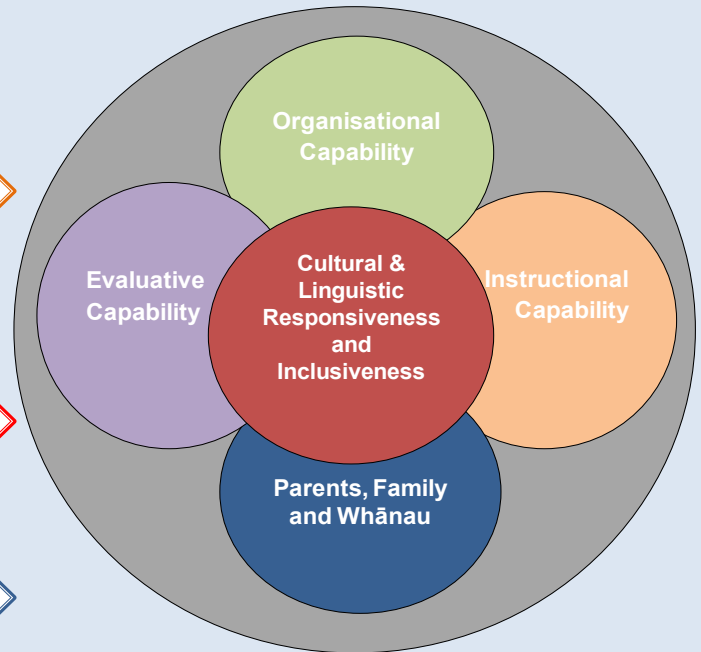 Organisational
Capability
Evaluative
Capability
Cultural &
Linguistic
Responsiveness
and
Inclusiveness
Instructional
Capability
Parents, Family
and Whānau